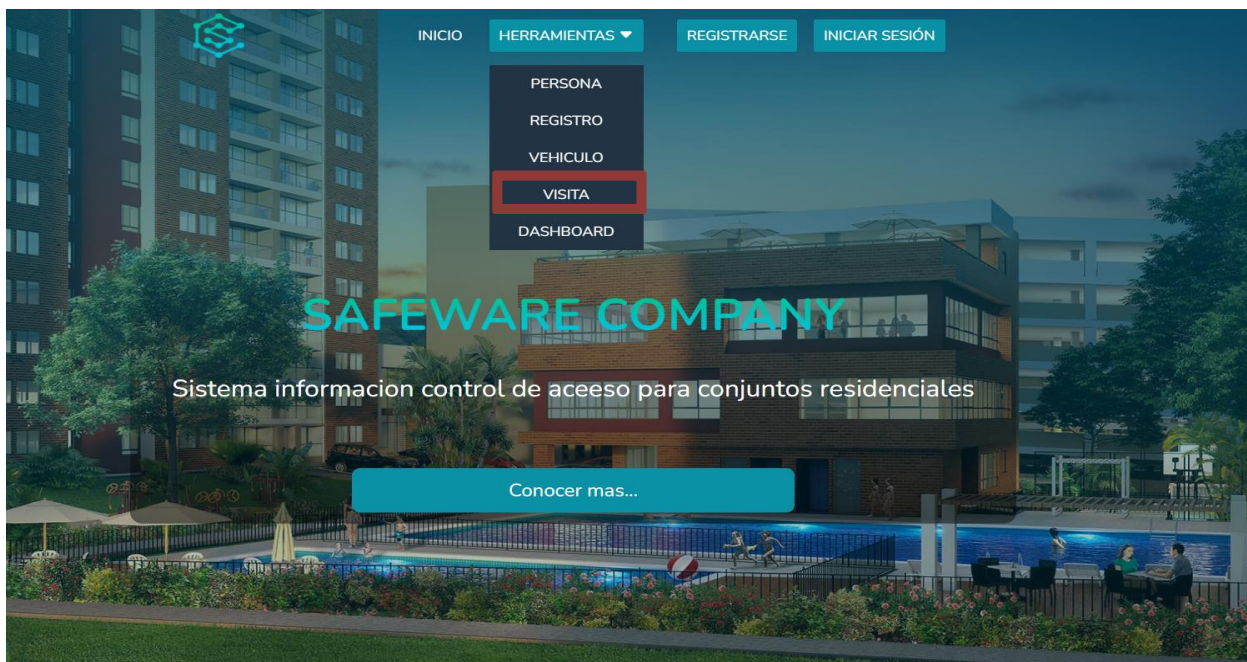 INICIO HERRAMIENTAS REGISTRARSE INICIAR SESIÓN
PERSONA
REGISTRO
VEHICULO
VISITA
DASHBOARD
SAFEWARE COMPANY
Sistema informacion control de aceeso para conjuntos residenciales
Conocer mas...